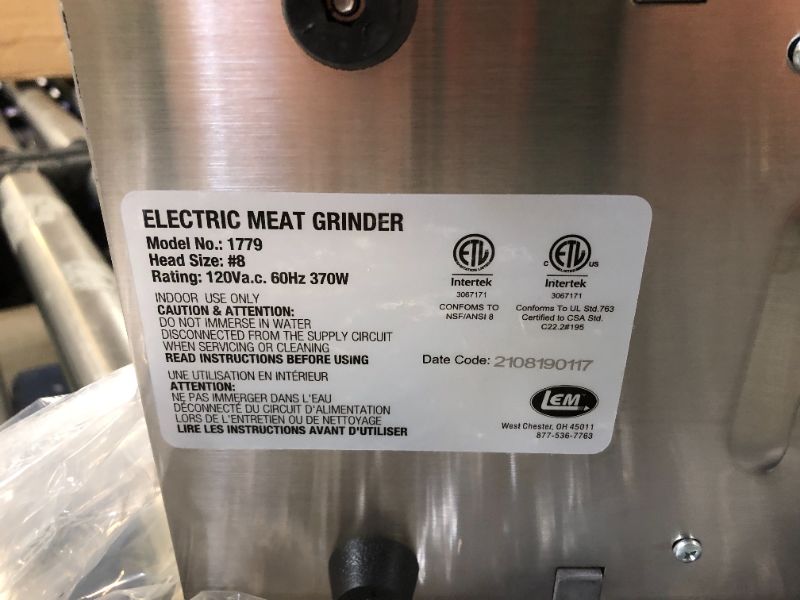 ELECTRIC MEAT GRINDER
Model No.: 1779
Head Size: #8
Rating: 120Va.c. 60Hz 370W
INDOOR USE ONLY
CAUTION & ATTENTION:
DO NOT IMMERSE IN WATER
DISCONNECTED FROM THE SUPPLY CIRCUIT
WHEN SERVICING OR CLEANING
READ INSTRUCTIONS BEFORE USING
UNE UTILISATION EN INTÉRIEUR
ATTENTION:
NE PAS IMMERGER DANS L'EAU
DÉCONNECTÉ DU CIRCUIT D'ALIMENTATION
LORS DE L'ENTRETIEN OU DE NETTOYAGE
LIRE LES INSTRUCTIONS AVANT D'UTILISER
ETL
Intertek
3067171
CONFOMS TO
NSF/ANSI 8
C ETL US
Intertek
3067171
Conforms To UL Std.763
Certified to CSA Std.
C22.2#195
Date Code: 2108190117
LEM
West Chester, OH 45011
877-536-7763